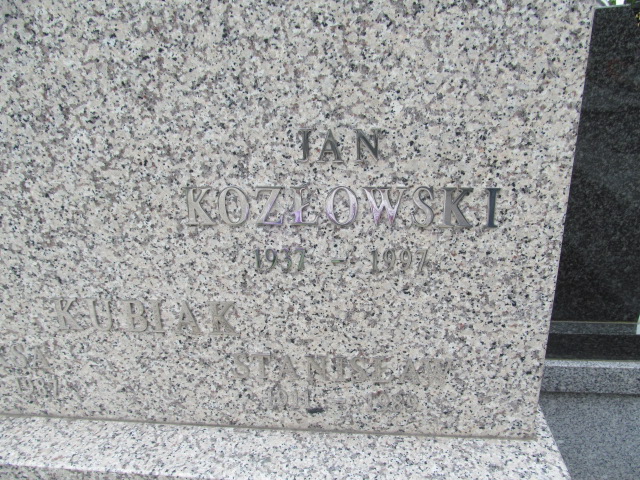 JAN
KOZŁOWSKI
1937 – 1997
KUBIAK
STANISŁAW